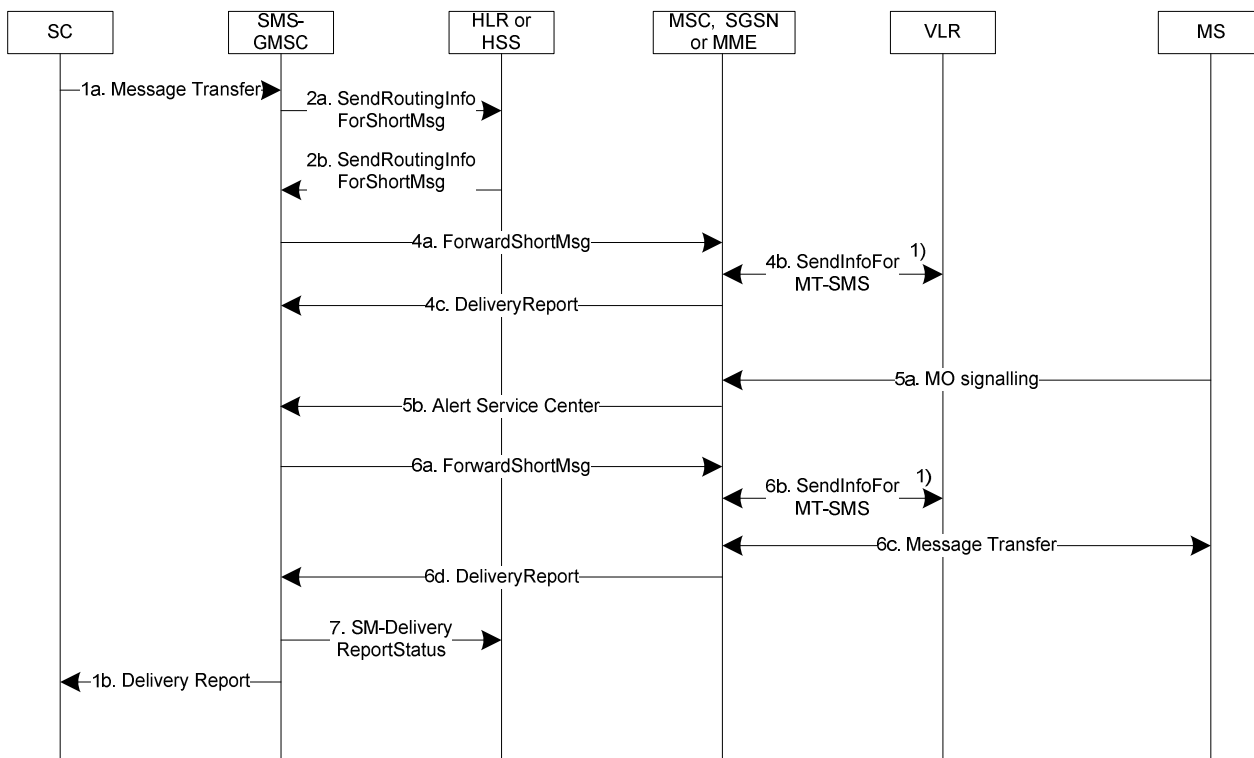 SC
SMS-
GMSC
HLR or
HSS
MSC, SGSN
or MME
VLR
MS
1a. Message Transfer
2a. SendRoutingInfo
ForShortMsg
2b. SendRoutingInfo
ForShortMsg
4a. ForwardShortMsg
4b. SendInfoFor
MT-SMS
1)
4c. DeliveryReport
5a. MO signalling
5b. Alert Service Center
6a. ForwardShortMsg
6b. SendInfoFor
MT-SMS
1)
6c. Message Transfer
6d. DeliveryReport
7. SM-Delivery
ReportStatus
1b. Delivery Report